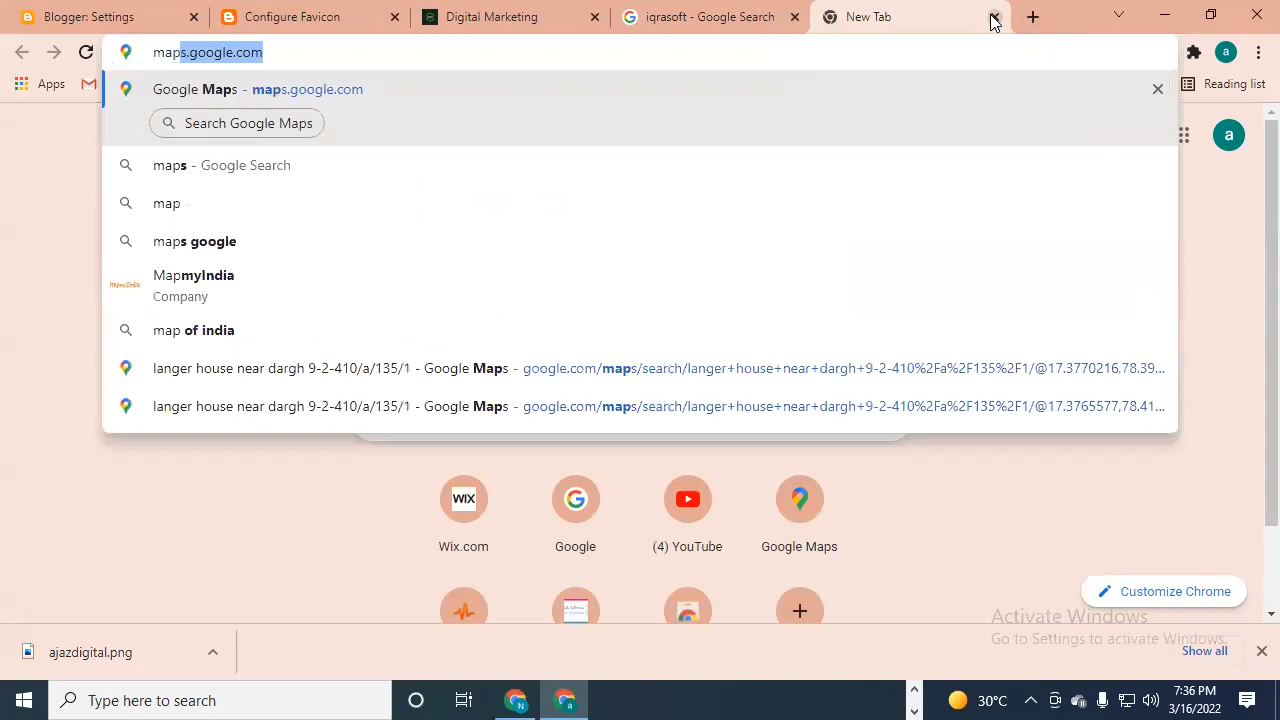 Blogger: Settings
Configure Favicon
Digital Marketing
iqrasoft - Google Search
New Tab
maps.google.com
a
Apps
Reading list
Google Maps - maps.google.com
Search Google Maps
a
maps - Google Search
map -
maps google
MapmyIndia
Company
map of india
langer house near dargh 9-2-410/a/135/1 - Google Maps - google.com/maps/search/langer+house+near+dargh+9-2-410%2Fa%2F135%2F1/@17.3770216,78.39...
langer house near dargh 9-2-410/a/135/1 - Google Maps - google.com/maps/search/langer+house+near+dargh+9-2-410%2Fa%2F135%2F1/@17.3765577,78.41...
WIX
Wix.com
Google
(4) YouTube
Google Maps
Customize Chrome
Activate Windows
Go to Settings to activate Windows.
ajazdigital.png
Show all
Type here to search
30°C
7:36 PM
3/16/2022